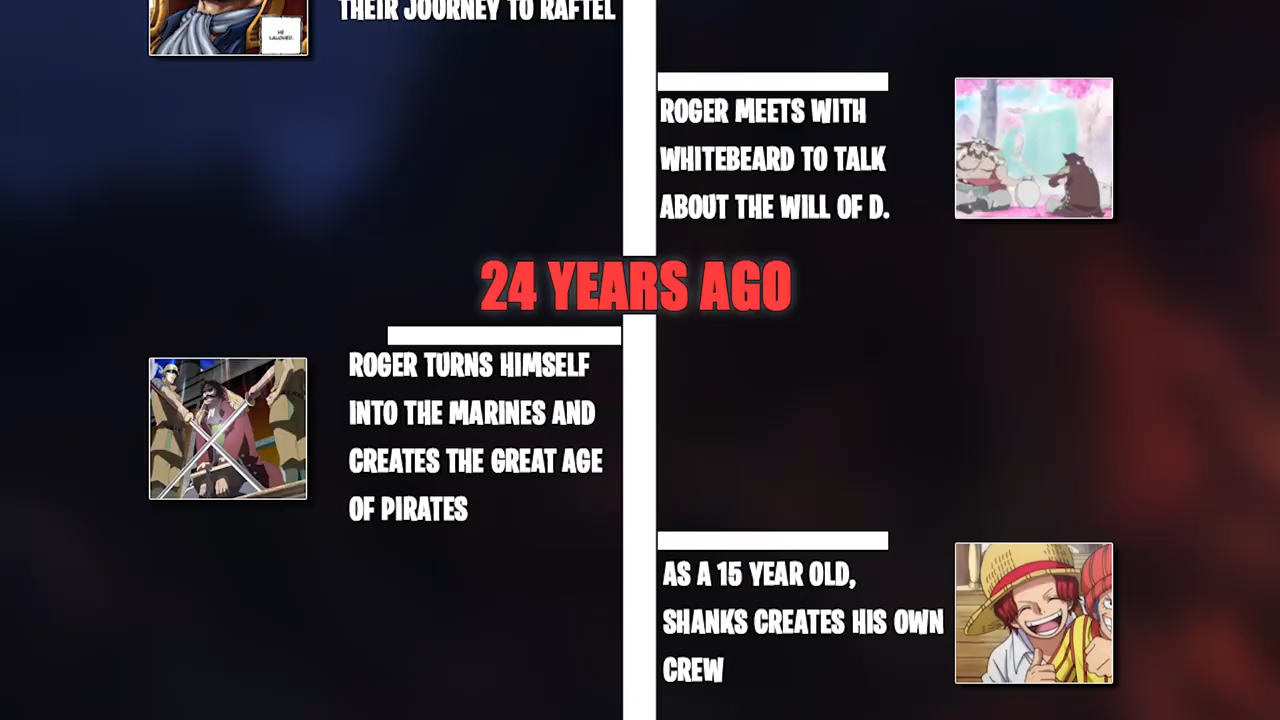 THEIR JOURNEY TO RAFTEL
HE
LAUGHED.
ROGER MEETS WITH
WHITEBEARD TO TALK
ABOUT THE WILL OF D.
24 YEARS AGO
ROGER TURNS HIMSELF
INTO THE MARINES AND
CREATES THE GREAT AGE
OF PIRATES
AS A 15 YEAR OLD,
SHANKS CREATES HIS OWN
CREW